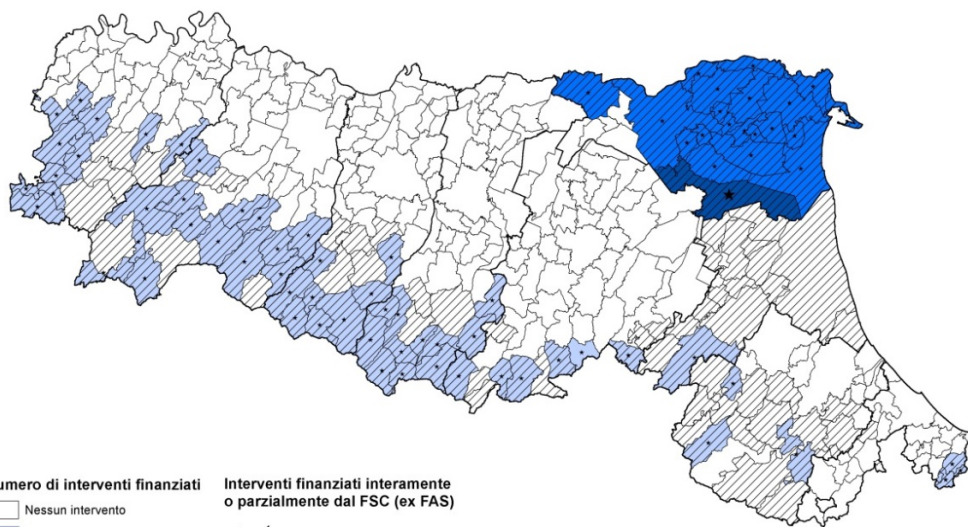 umero di interventi finanziati
Nessun intervento
Interventi finanziati interamente
o parzialmente dal FSC (ex FAS)